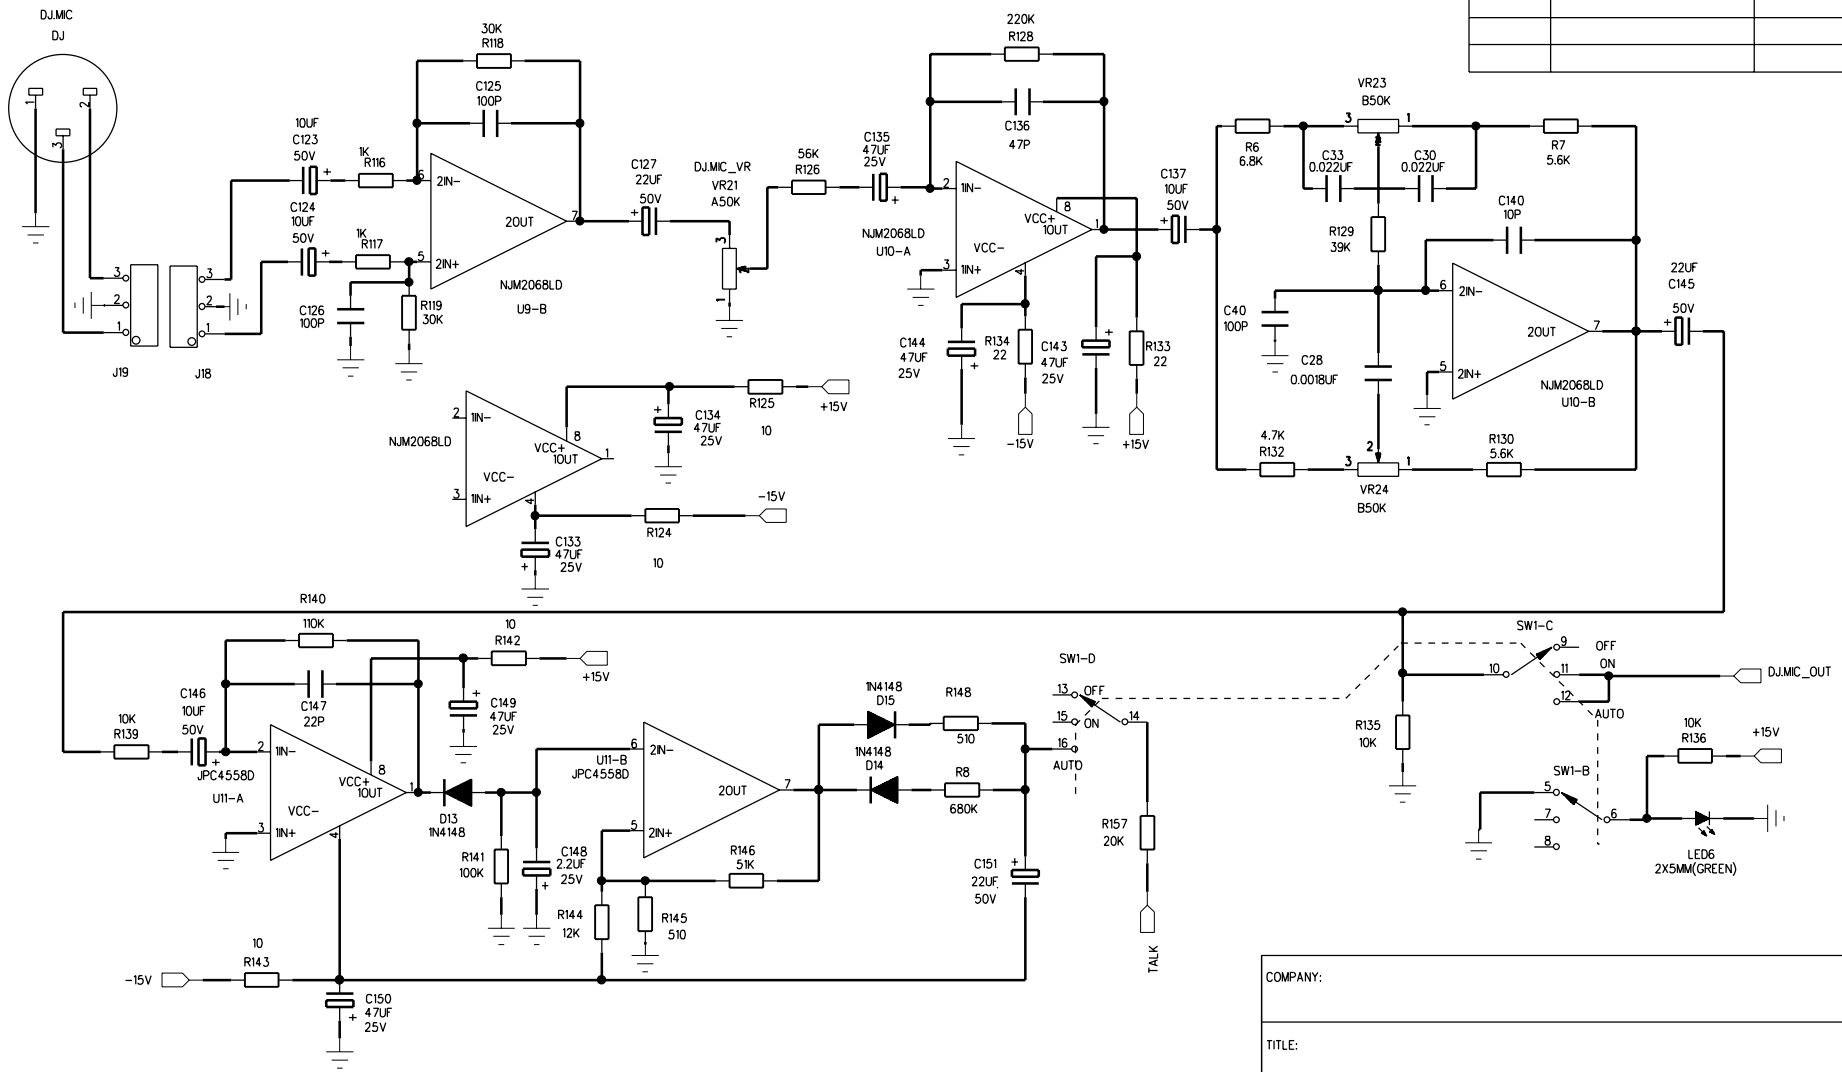 DJ.MIC
DJ
1
2
3
J19
3
2
1
J18
3
2
1
10UF
C123
50V
+
1K
R116
C124
10UF
50V
+
1K
R117
C126
100P
R119
30K
30K
R118
C125
100P
6
2IN-
5
2IN+
2OUT
7
NJM2068LD
U9-B
C127
22UF
50V
+
DJ.MIC_VR
VR21
A50K
3
1
56K
R126
C135
47UF
25V
+
220K
R128
C136
47P
2
1IN-
3
1IN+
VCC+
1OUT
VCC-
8
1
4
NJM2068LD
U10-A
C144
47UF
25V
+
R134
22
-15V
C143
47UF
25V
+
R133
22
+15V
C137
10UF
50V
+
R6
6.8K
VR23
B50K
3
1
2
C33
0.022UF
C30
0.022UF
R7
5.6K
R129
39K
C140
10P
C40
100P
C28
0.0018UF
6
2IN-
5
2IN+
2OUT
7
NJM2068LD
U10-B
22UF
C145
50V
+
4.7K
R132
3
2
1
VR24
B50K
R130
5.6K
NJM2068LD
2
1IN-
3
1IN+
VCC+
1OUT
VCC-
8
1
4
+
C134
47UF
25V
R125
10
+15V
C133
47UF
25V
+
R124
10
-15V
R140
110K
C147
22P
10K
R139
C146
10UF
50V
+
JPC4558D
U11-A
2
1IN-
3
1IN+
VCC+
1OUT
VCC-
8
1
4
10
R142
+15V
+
C149
47UF
25V
D13
1N4148
R141
100K
C148
2.2UF
25V
+
U11-B
JPC4558D
6
2IN-
5
2IN+
2OUT
7
R144
12K
R145
510
R146
51K
1N4148
D15
R148
510
1N4148
D14
R8
680K
C151
22UF
50V
+
10
R143
-15V
C150
47UF
25V
+
SW1-D
13
OFF
15
ON
14
16
AUTO
R157
20K
TALK
SW1-C
9
OFF
10
11
ON
12
AUTO
DJ.MIC_OUT
R135
10K
10K
R136
+15V
SW1-B
5
7
6
8
LED6
2X5MM(GREEN)
COMPANY:
TITLE: